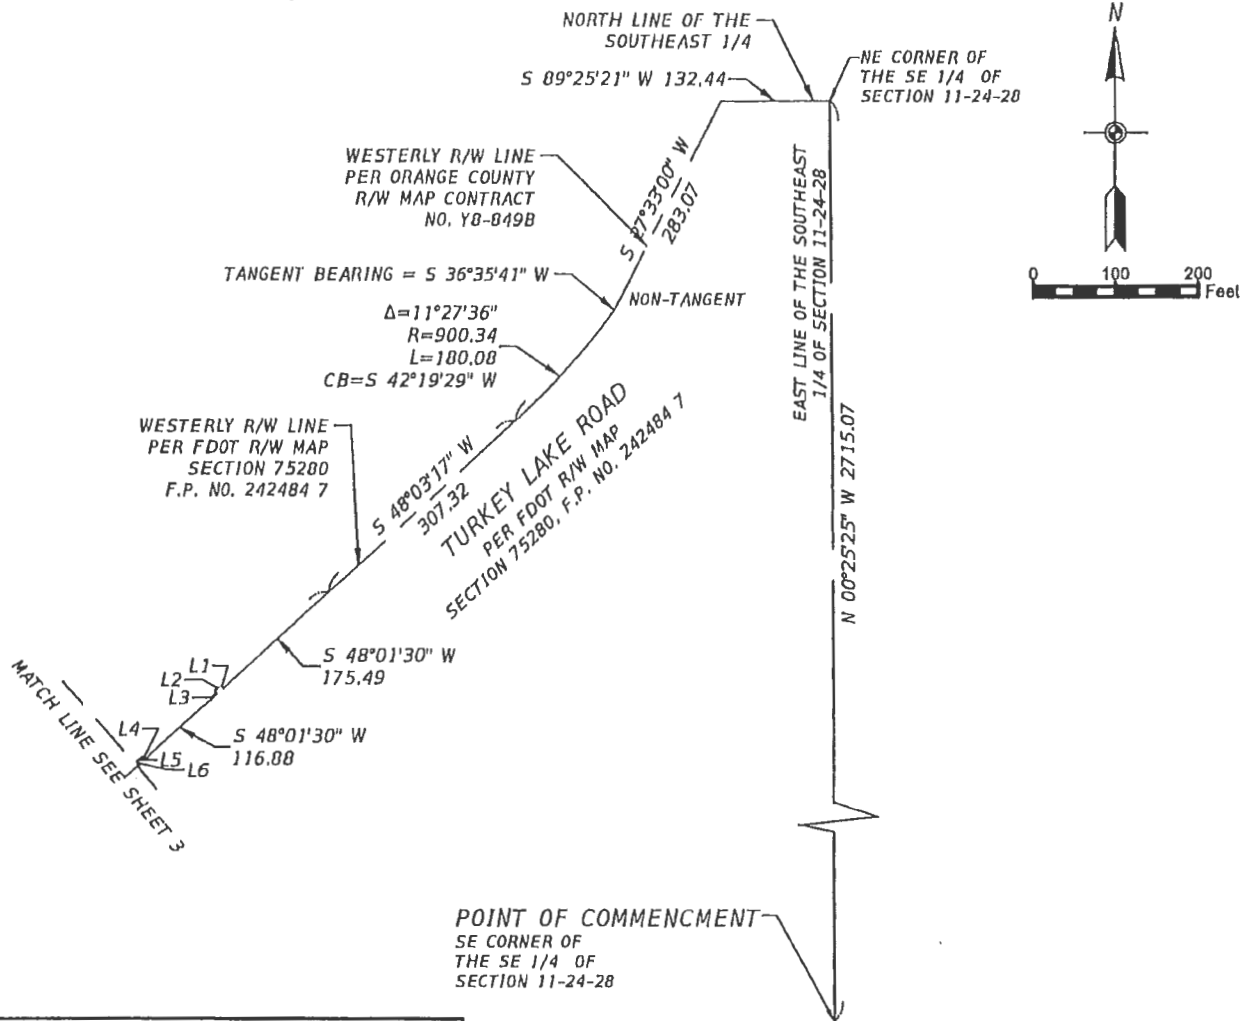 NORTH LINE OF THE
SOUTHEAST 1/4
S 89°25'21" W 132.44
NE CORNER OF
THE SE 1/4 OF
SECTION 11-24-28
N
0 100 200
Feet
WESTERLY R/W LINE
PER ORANGE COUNTY
R/W MAP CONTRACT
NO. Y8-849B
S 27°33'00" W
283.07
TANGENT BEARING = S 36°35'41" W
NON-TANGENT
Δ=11°27'36"
R=900.34
L=180.08
CB=S 42°19'29" W
EAST LINE OF THE SOUTHEAST
1/4 OF SECTION 11-24-28
N 00°25'25" W 2715.07
WESTERLY R/W LINE
PER FDOT R/W MAP
SECTION 75280
F.P. NO. 242484 7
S 48°03'17" W
307.32
TURKEY LAKE ROAD
PER FDOT R/W MAP
SECTION 75280, F.P. NO. 242484 7
S 48°01'30" W
175.49
L1
L2
L3
S 48°01'30" W
116.88
L4
L5
L6
MATCH LINE SEE SHEET 3
POINT OF COMMENCMENT
SE CORNER OF
THE SE 1/4 OF
SECTION 11-24-28